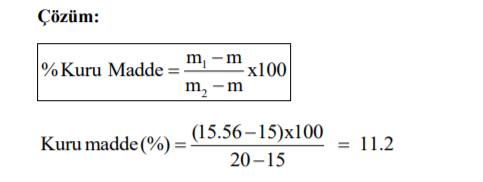 Çözüm:
% Kuru Madde = (m₁ − m)/(m₂ − m) x100
Kuru madde (%) = (15.56 − 15)x100/(20 − 15) = 11.2